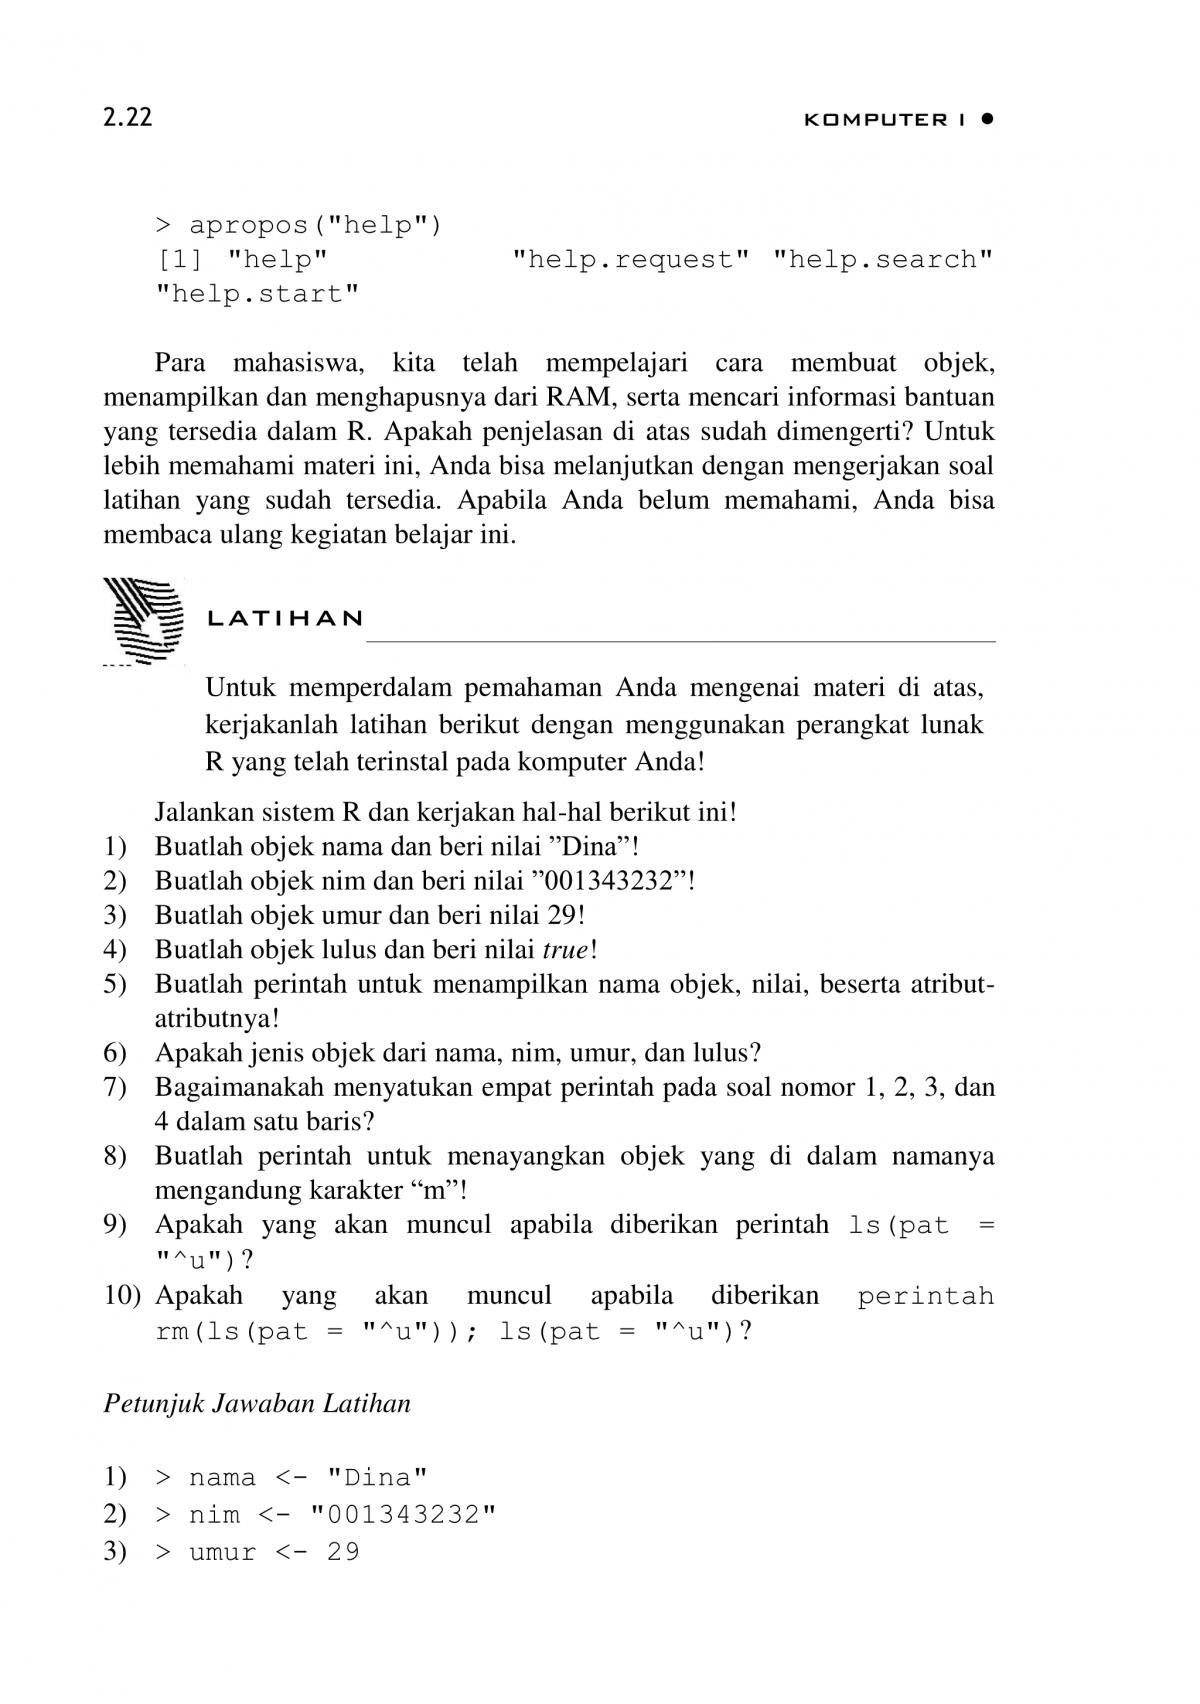 2.22 KOMPUTER I ●
> apropos("help")
[1] "help" "help.request" "help.search"
"help.start"
Para mahasiswa, kita telah mempelajari cara membuat objek,
menampilkan dan menghapusnya dari RAM, serta mencari informasi bantuan
yang tersedia dalam R. Apakah penjelasan di atas sudah dimengerti? Untuk
lebih memahami materi ini, Anda bisa melanjutkan dengan mengerjakan soal
latihan yang sudah tersedia. Apabila Anda belum memahami, Anda bisa
membaca ulang kegiatan belajar ini.
LATIHAN
Untuk memperdalam pemahaman Anda mengenai materi di atas,
kerjakanlah latihan berikut dengan menggunakan perangkat lunak
R yang telah terinstal pada komputer Anda!
Jalankan sistem R dan kerjakan hal-hal berikut ini!
1) Buatlah objek nama dan beri nilai ”Dina”!
2) Buatlah objek nim dan beri nilai ”001343232”!
3) Buatlah objek umur dan beri nilai 29!
4) Buatlah objek lulus dan beri nilai true!
5) Buatlah perintah untuk menampilkan nama objek, nilai, beserta atribut-
atributnya!
6) Apakah jenis objek dari nama, nim, umur, dan lulus?
7) Bagaimanakah menyatukan empat perintah pada soal nomor 1, 2, 3, dan
4 dalam satu baris?
8) Buatlah perintah untuk menayangkan objek yang di dalam namanya
mengandung karakter “m”!
9) Apakah yang akan muncul apabila diberikan perintah ls(pat =
"^u")?
10) Apakah yang akan muncul apabila diberikan perintah
rm(ls(pat = "^u")); ls(pat = "^u")?
Petunjuk Jawaban Latihan
1) > nama <- "Dina"
2) > nim <- "001343232"
3) > umur <- 29